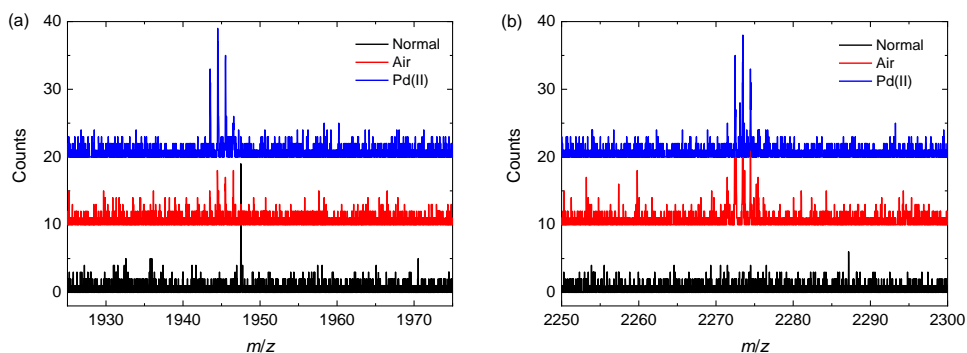 (a)
40
30
20
10
0
Counts
Normal
Air
Pd(II)
1930 1940 1950 1960 1970
m/z
(b)
40
30
20
10
0
Counts
Normal
Air
Pd(II)
2250 2260 2270 2280 2290 2300
m/z